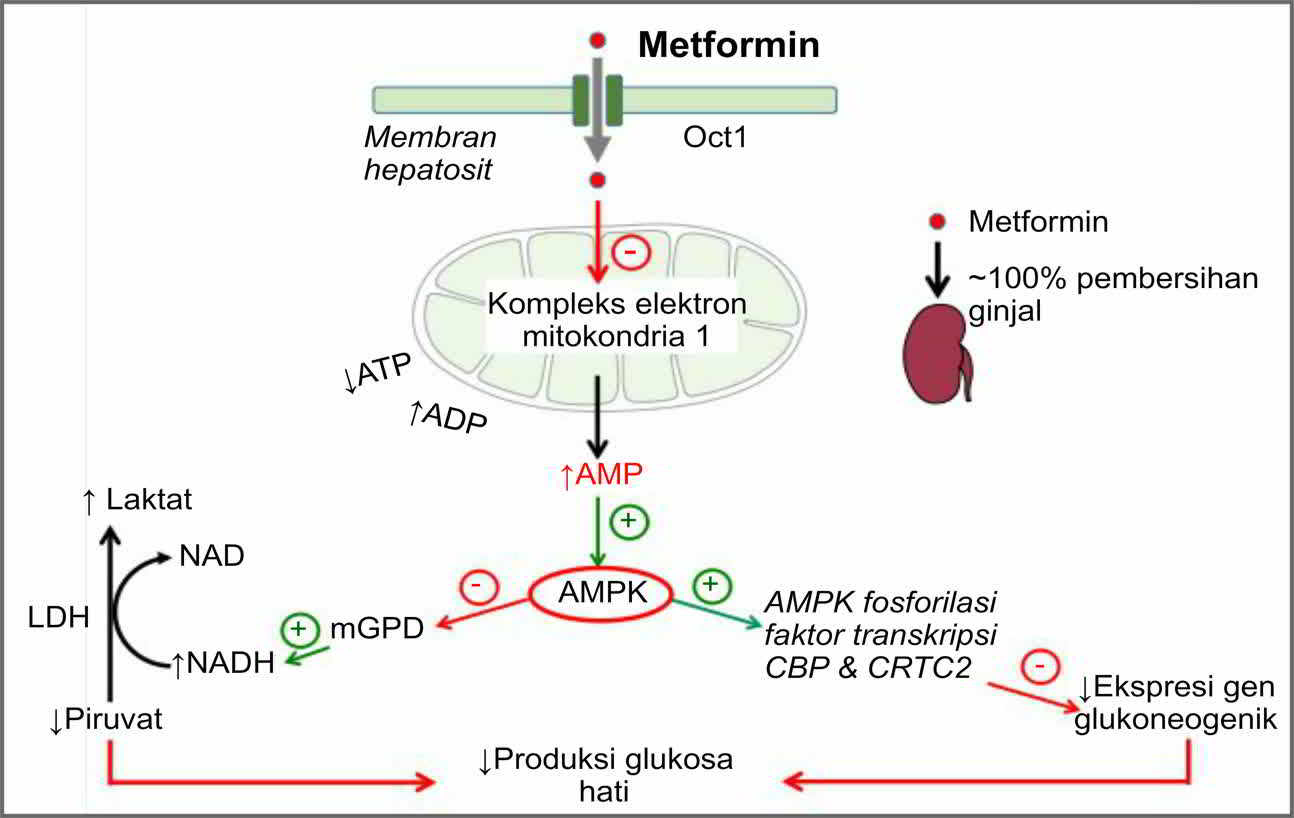 Metformin
Membran
hepatosit
Oct1
-
Kompleks elektron
mitokondria 1
Metformin
~100% pembersihan
ginjal
↓ATP
↑ADP
↑AMP
+
↑ Laktat
NAD
LDH
↑NADH
+
mGPD
-
AMPK
+
AMPK fosforilasi
faktor transkripsi
CBP & CRTC2
-
↓Ekspresi gen
glukoneogenik
↓Piruvat
↓Produksi glukosa
hati